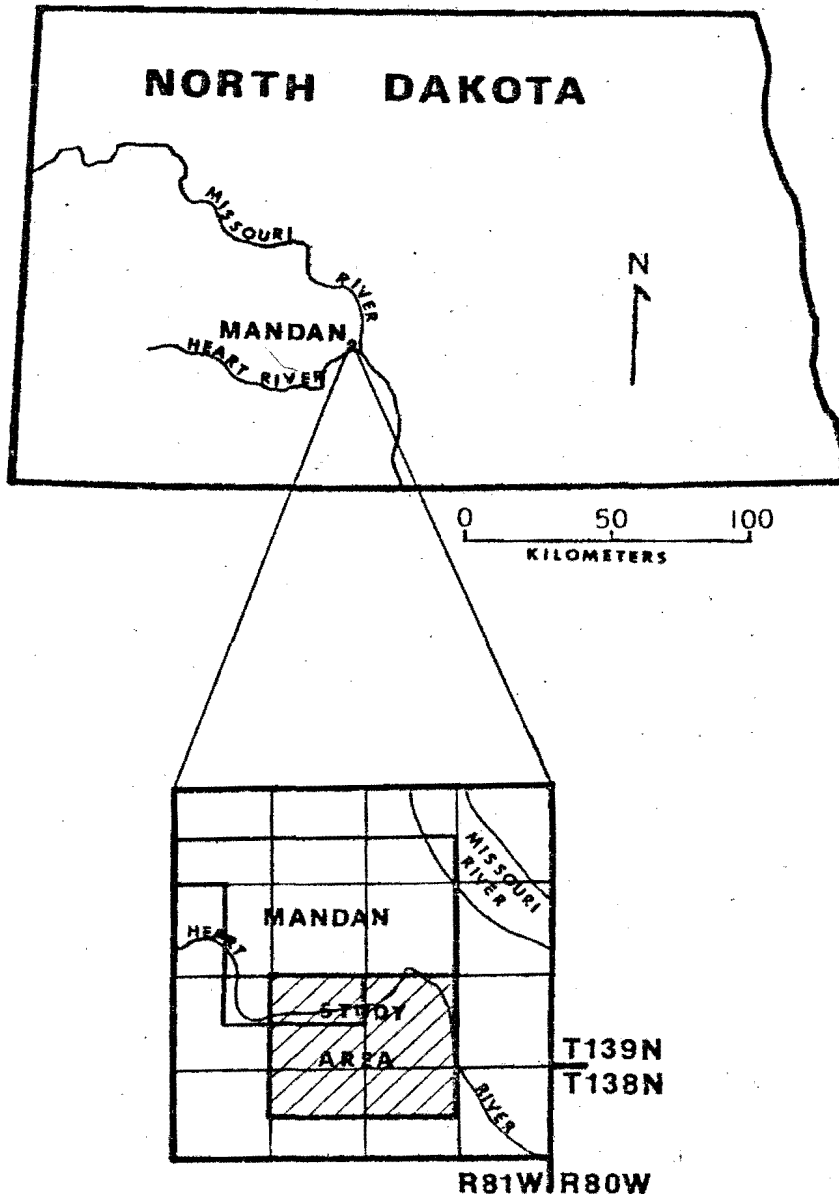 NORTH DAKOTA
MISSOURI
RIVER
N
MANDAN
HEART RIVER
0 50 100
KILOMETERS
MISSOURI
RIVER
MANDAN
HEART
STUDY
AREA
T139N
T138N
RIVER
R81W R80W